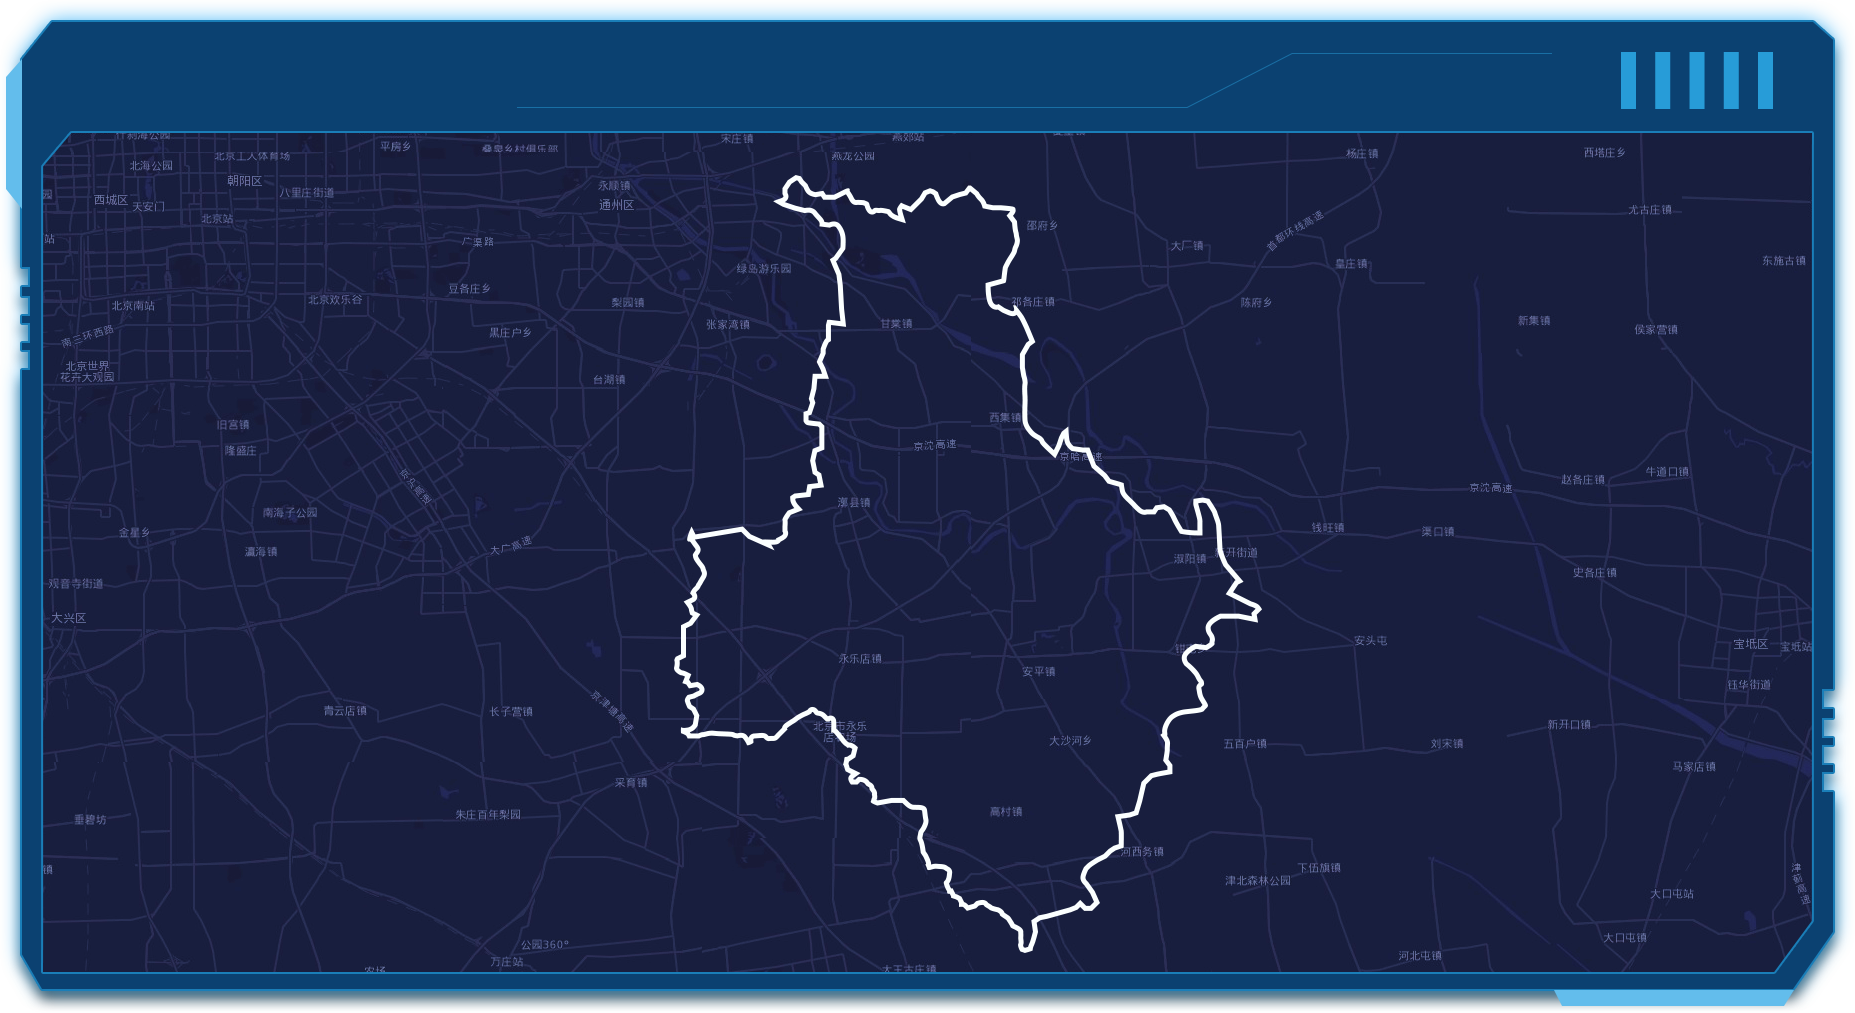 宋庄镇
燕郊站
平房乡
北京工人体育场
燕龙公园
杨庄镇
西塔庄乡
北海公园
朝阳区
八里庄街道
永顺镇
西城区
天安门
通州区
尤古庄镇
北京站
邵府乡
首都环线高速
站
广渠路
大厂镇
绿岛游乐园
皇庄镇
东施古镇
豆各庄乡
北京南站
北京欢乐谷
梨园镇
祁各庄镇
陈府乡
张家湾镇
甘棠镇
新集镇
侯家营镇
南三环西路
黑庄户乡
北京世界
花卉大观园
台湖镇
西集镇
旧宫镇
隆盛庄
京沈高速
京哈高速
牛道口镇
赵各庄镇
京沈高速
漷县镇
南海子公园
金星乡
钱旺镇
渠口镇
瀛海镇
大广高速
淑阳镇
开街道
观音寺街道
史各庄镇
大兴区
安头屯
宝坻区
宝坻站
永乐店镇
安平镇
钰华街道
京津塘高速
青云店镇
长子营镇
北京市永乐
店农场
新开口镇
大沙河乡
五百户镇
刘宋镇
马家店镇
采育镇
高村镇
朱庄百年梨园
重碧坊
河西务镇
镇
下伍旗镇
津北森林公园
大口屯站
大口屯镇
公园360°
万庄站
河北屯镇
农场
大王古庄镇